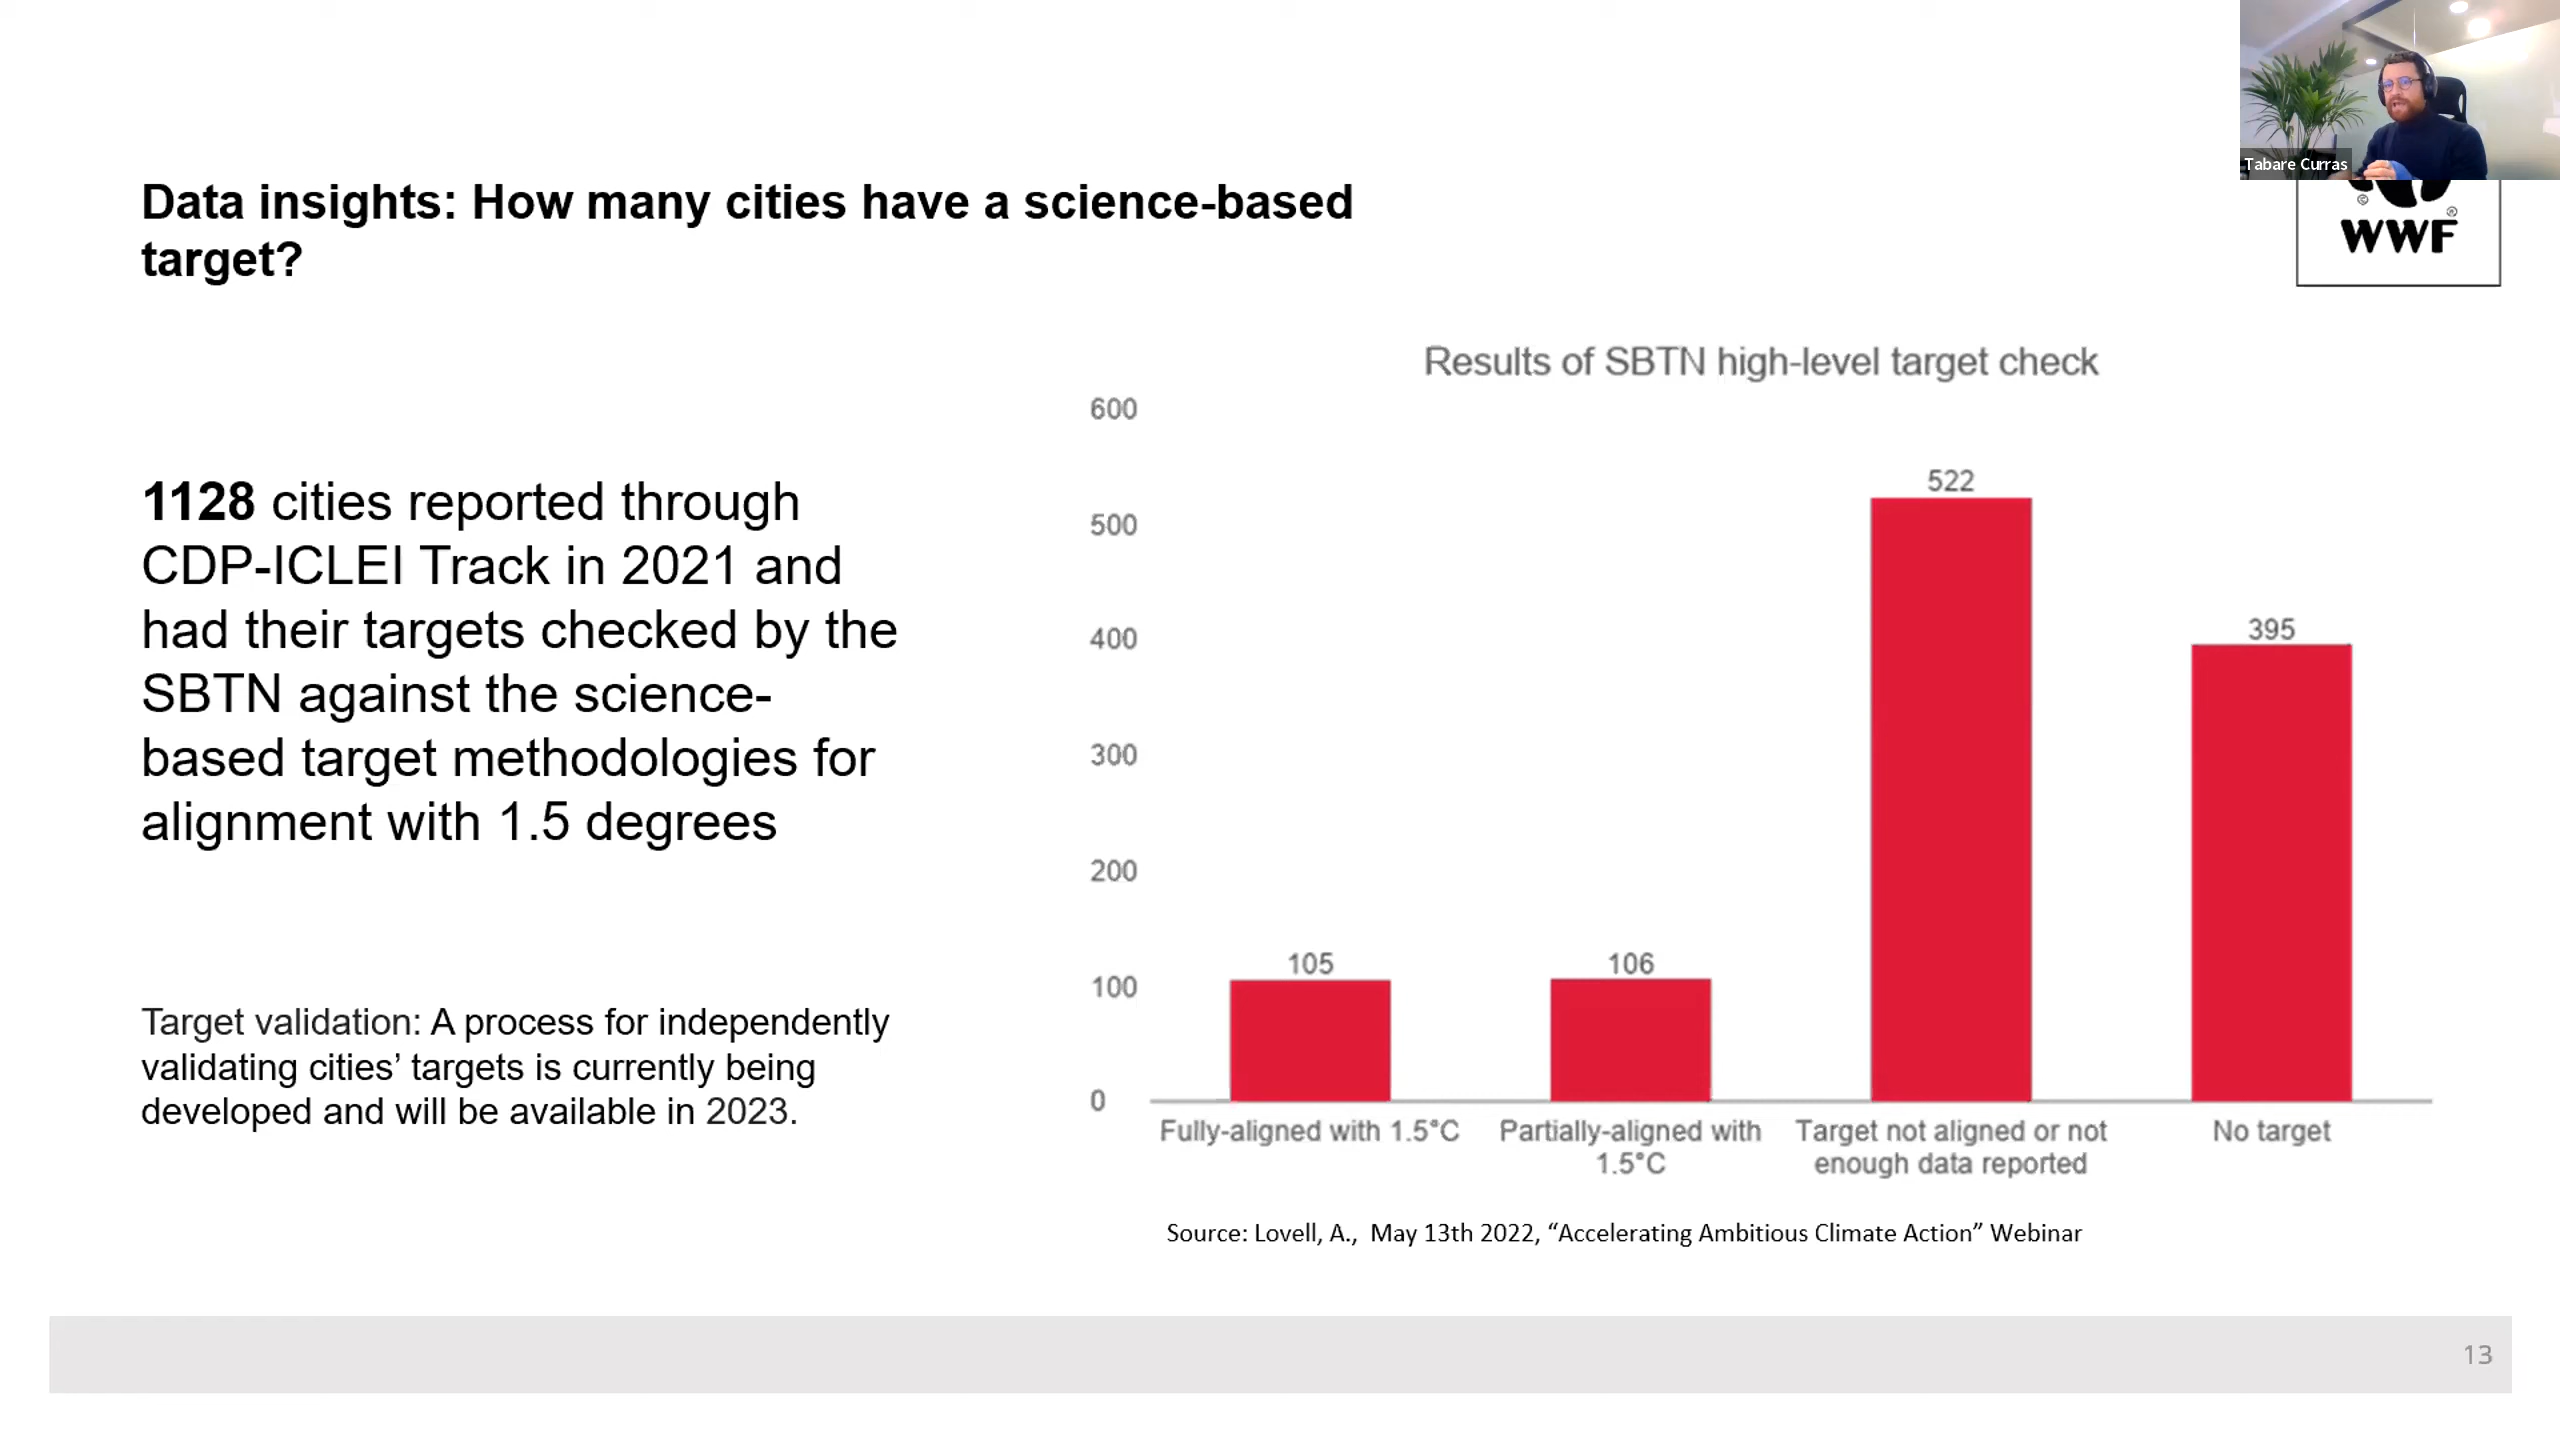 Tabare Curras
© ®
WWF
Data insights: How many cities have a science-based
target?
1128 cities reported through
CDP-ICLEI Track in 2021 and
had their targets checked by the
SBTN against the science-
based target methodologies for
alignment with 1.5 degrees
Target validation: A process for independently
validating cities’ targets is currently being
developed and will be available in 2023.
Results of SBTN high-level target check
600
500
400
300
200
100
0
105
106
522
395
Fully-aligned with 1.5°C
Partially-aligned with
1.5°C
Target not aligned or not
enough data reported
No target
Source: Lovell, A., May 13th 2022, “Accelerating Ambitious Climate Action” Webinar
13